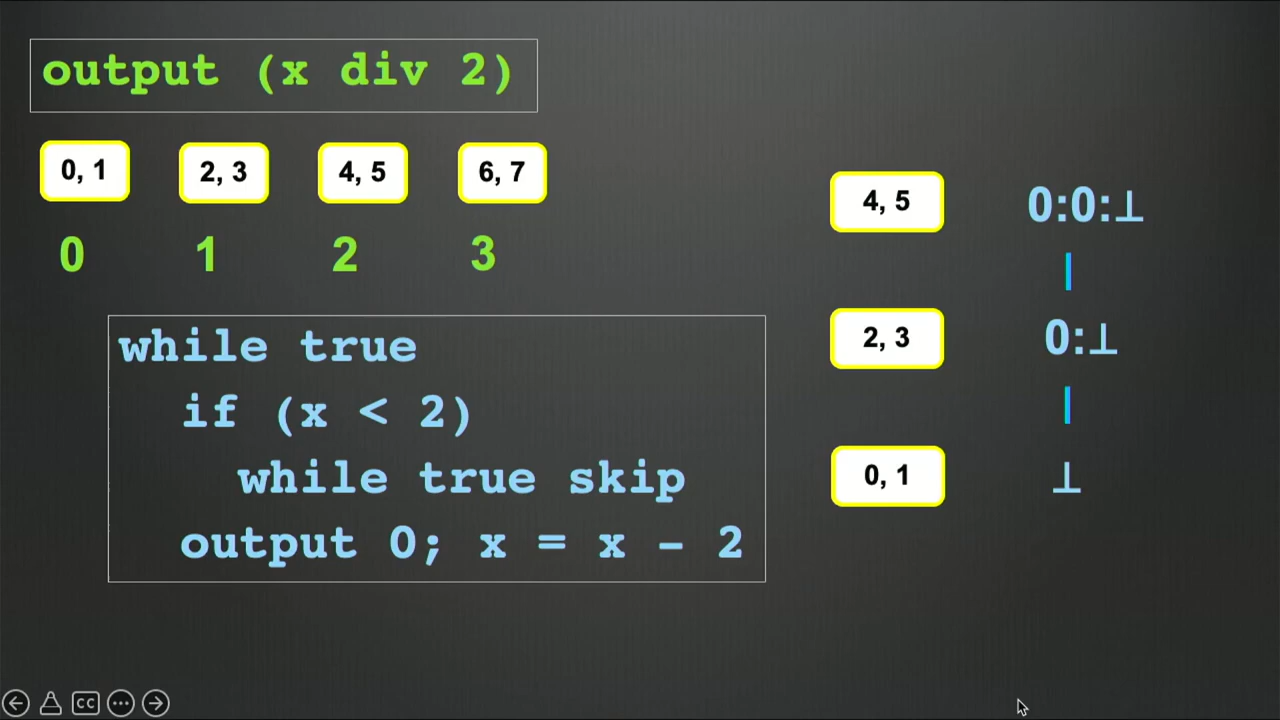 output (x div 2)
0, 1 2, 3 4, 5 6, 7
0 1 2 3
while true
if (x < 2)
while true skip
output 0; x = x - 2
4, 5 0:0:⊥
2, 3 0:⊥
0, 1 ⊥
CC